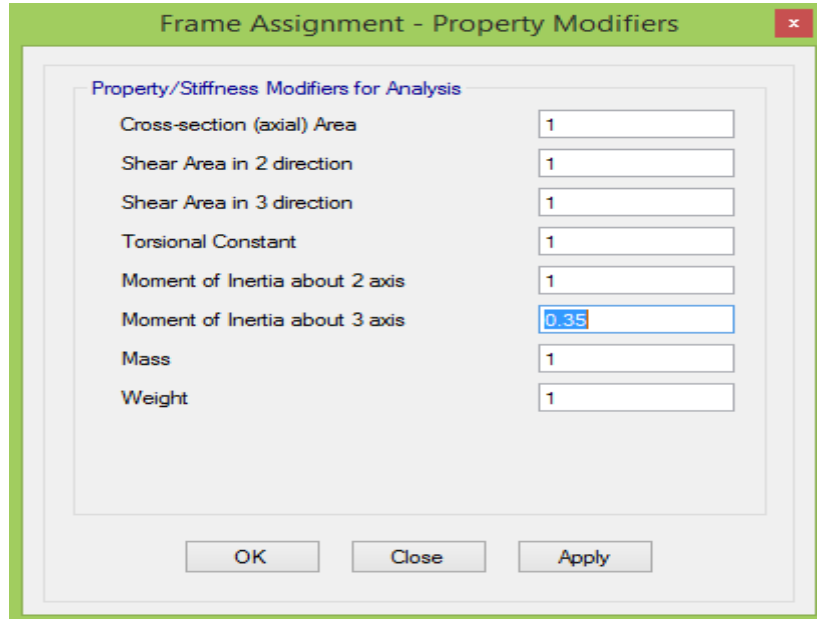 Frame Assignment - Property Modifiers
x
Property/Stiffness Modifiers for Analysis
Cross-section (axial) Area 1
Shear Area in 2 direction 1
Shear Area in 3 direction 1
Torsional Constant 1
Moment of Inertia about 2 axis 1
Moment of Inertia about 3 axis 0.35
Mass 1
Weight 1
OK Close Apply